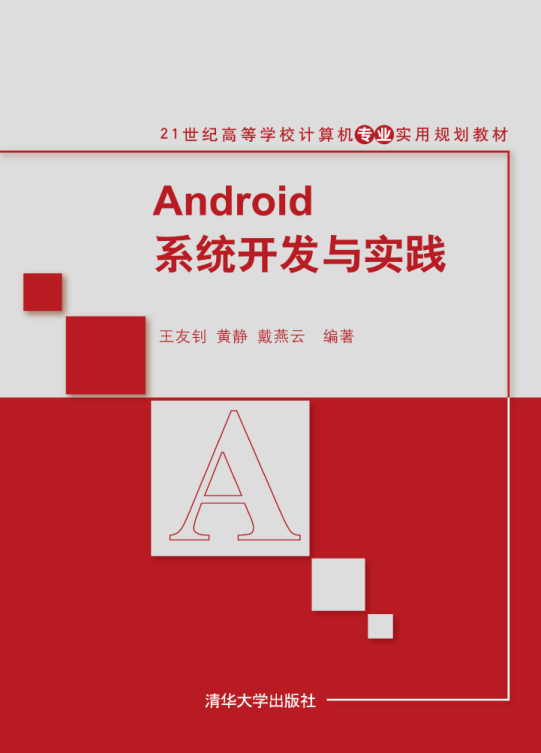 21世纪高等学校计算机专业实用规划教材
Android
系统开发与实践
王友钊 黄静 戴燕云 编著
A
清华大学出版社